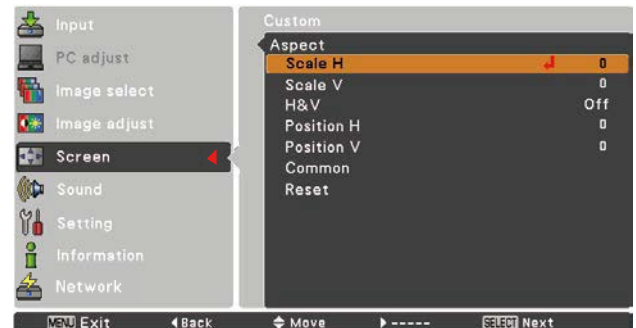 Input
PC adjust
Image select
Image adjust
Screen
Sound
Setting
Information
Network
Custom
Aspect
Scale H 0
Scale V 0
H&V Off
Position H 0
Position V 0
Common
Reset
MENU Exit Back Move ----- SELECT Next